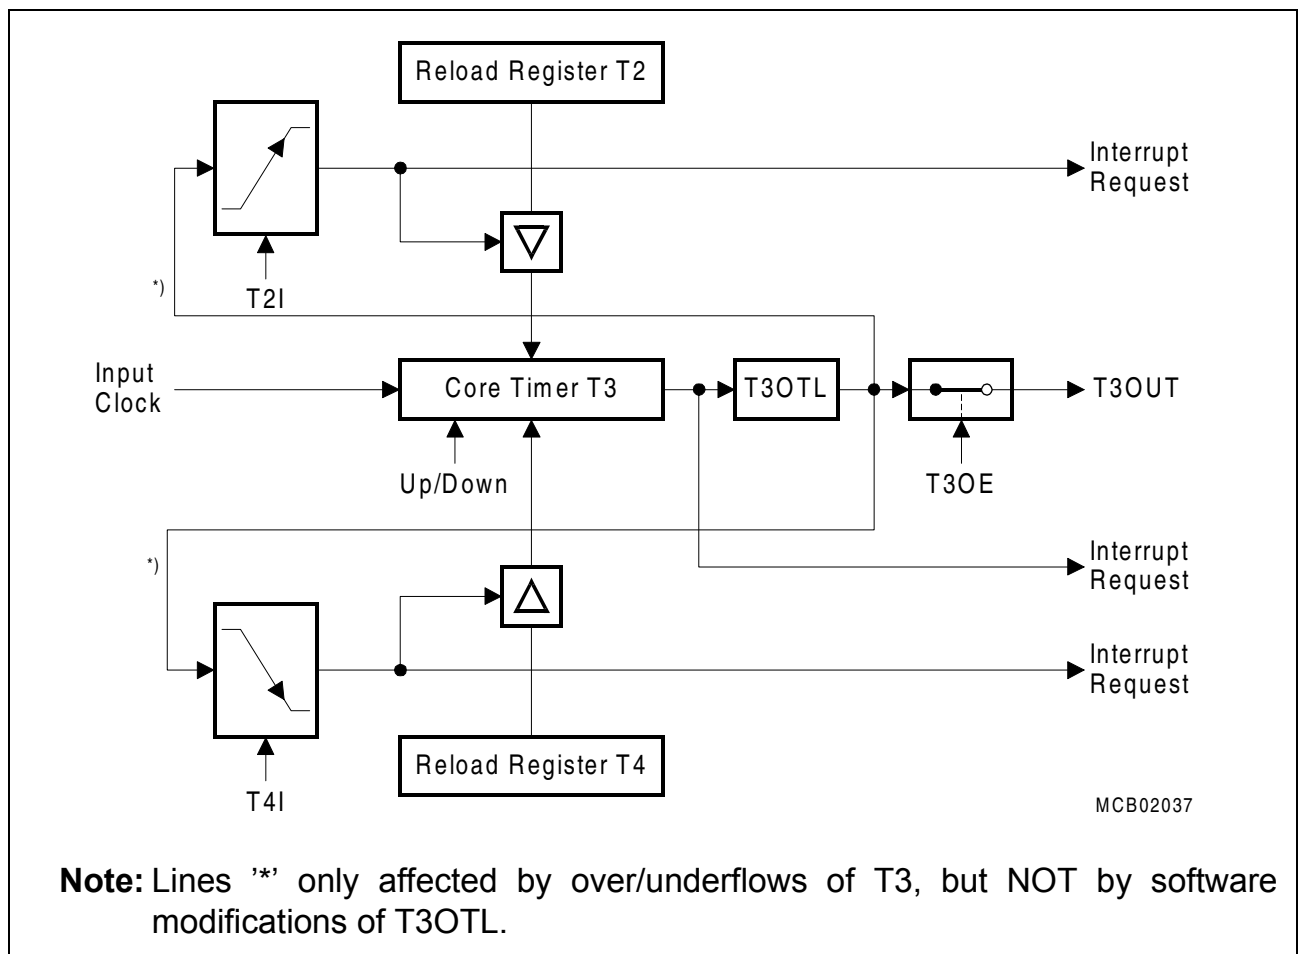 Reload Register T2
Interrupt
Request
*)
T2I
Input
Clock
Core Timer T3
T3OTL
T3OUT
Up/Down
T3OE
*)
Interrupt
Request
Interrupt
Request
Reload Register T4
T4I
MCB02037
Note: Lines ’*’ only affected by over/underflows of T3, but NOT by software
modifications of T3OTL.